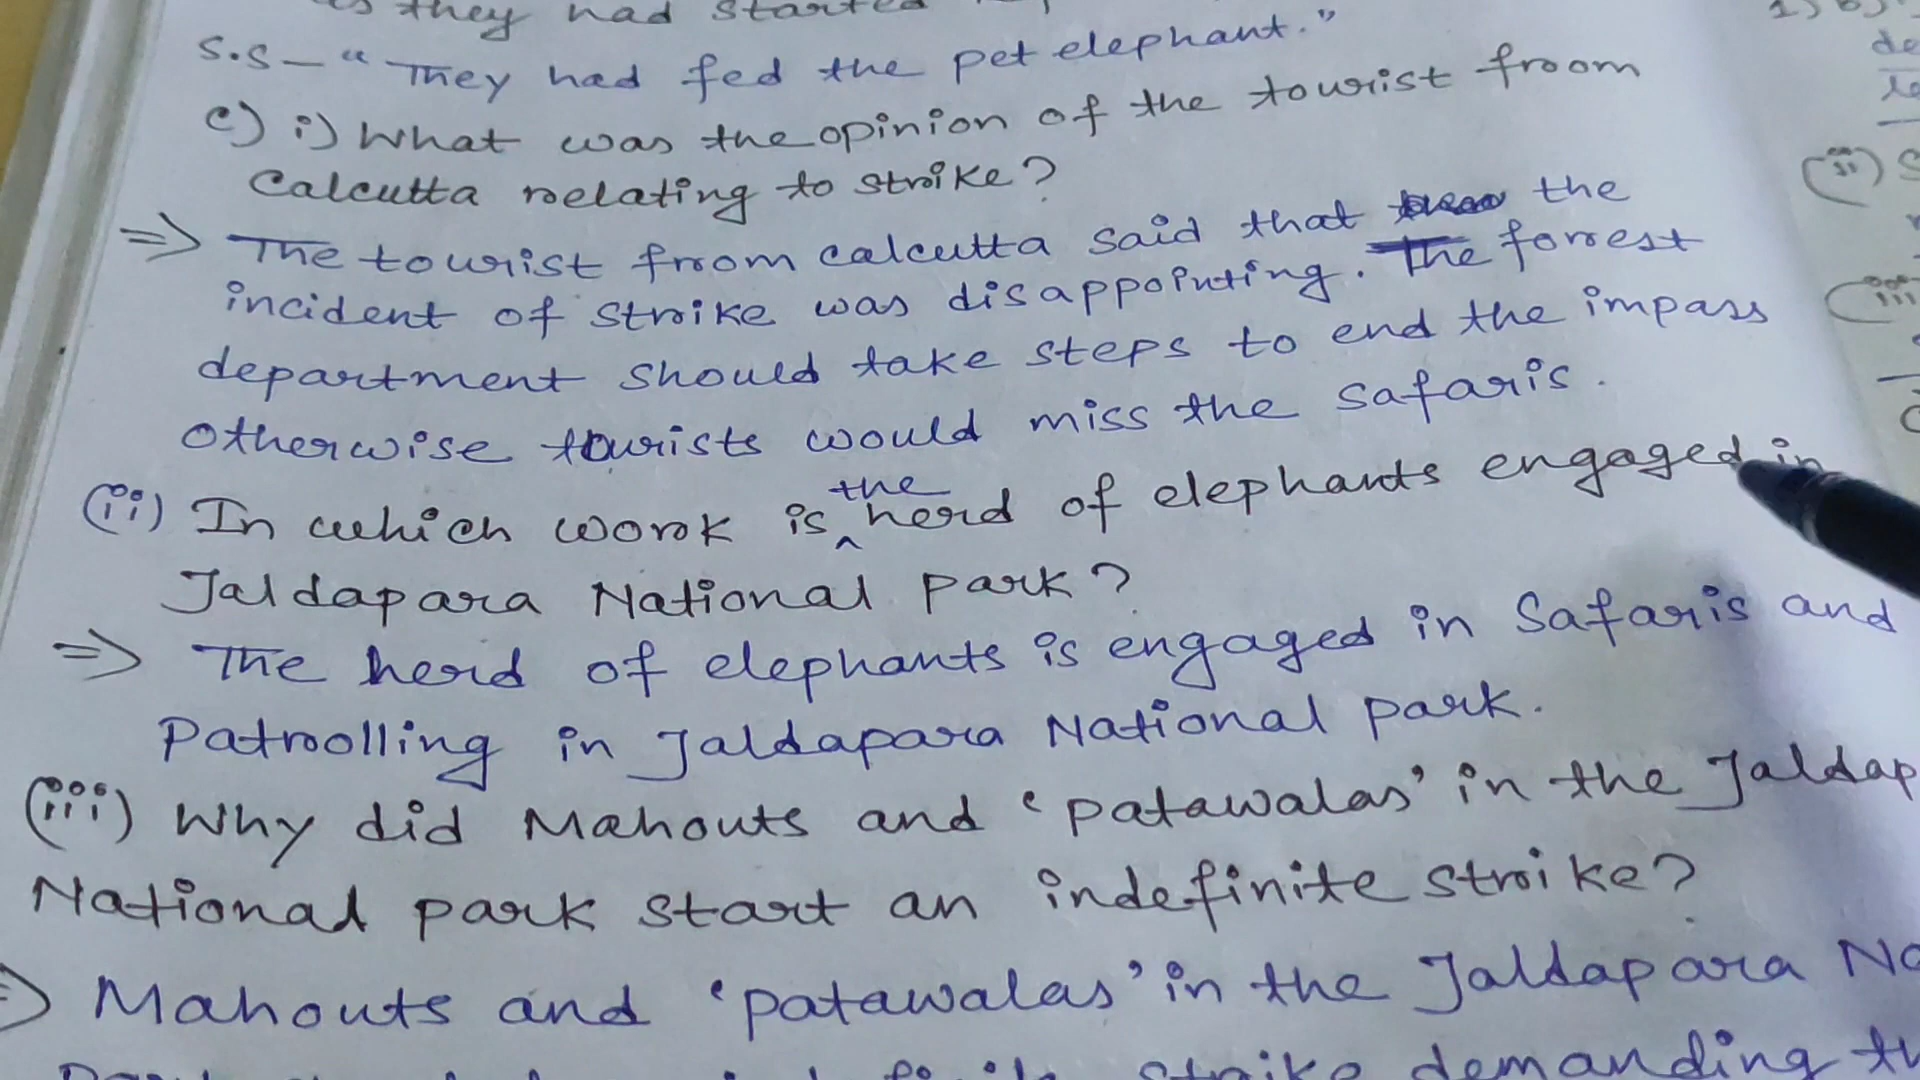 they had started
S.S – "They had fed the pet elephant."
c) i) What was the opinion of the tourist from
Calcutta relating to strike?
⇒ The tourist from calcutta said that the
incident of strike was disappointing. The forest
department should take steps to end the impass
otherwise tourists would miss the safaris.
(ii) In which work is ^the herd of elephants engaged in
Jaldapara National park?
⇒ The herd of elephants is engaged in Safaris and
Patrolling in Jaldapara National park.
(iii) Why did Mahouts and 'patawalas' in the Jaldap
National park start an indefinite strike?
⇒ Mahouts and 'patawalas' in the Jaldapara Na
strike demanding